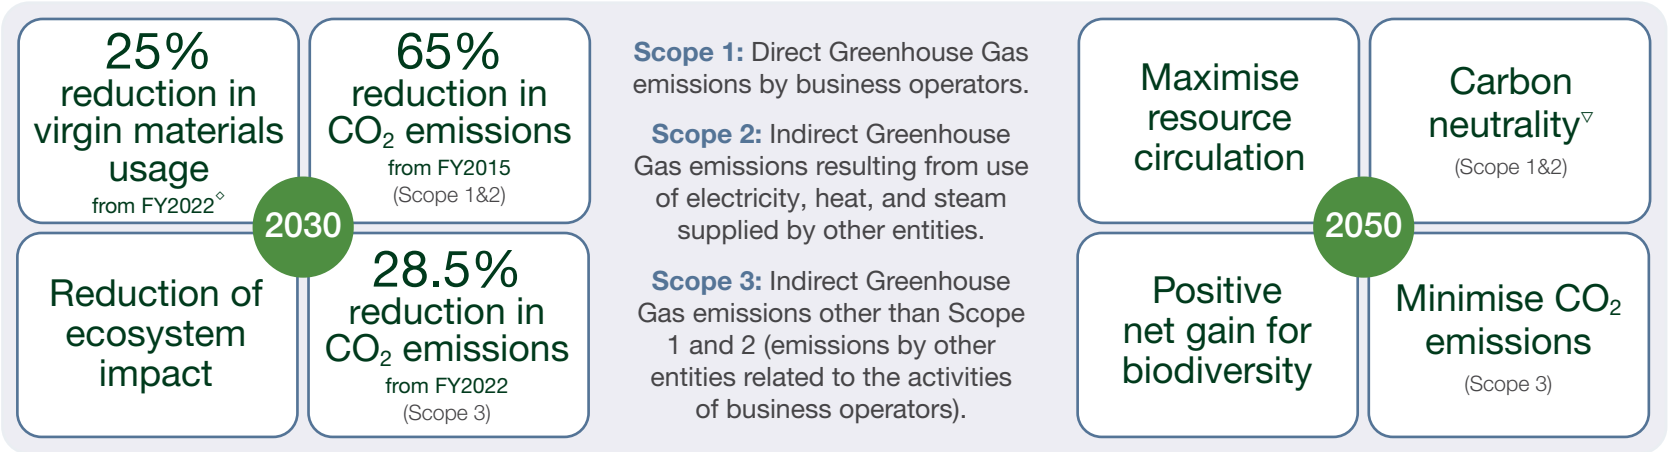 25%
reduction in
virgin materials
usage
from FY2022◇
65%
reduction in
CO₂ emissions
from FY2015
(Scope 1&2)
2030
Reduction of
ecosystem
impact
28.5%
reduction in
CO₂ emissions
from FY2022
(Scope 3)
Scope 1: Direct Greenhouse Gas
emissions by business operators.
Scope 2: Indirect Greenhouse
Gas emissions resulting from use
of electricity, heat, and steam
supplied by other entities.
Scope 3: Indirect Greenhouse
Gas emissions other than Scope
1 and 2 (emissions by other
entities related to the activities
of business operators).
Maximise
resource
circulation
Carbon
neutrality▽
(Scope 1&2)
2050
Positive
net gain for
biodiversity
Minimise CO₂
emissions
(Scope 3)